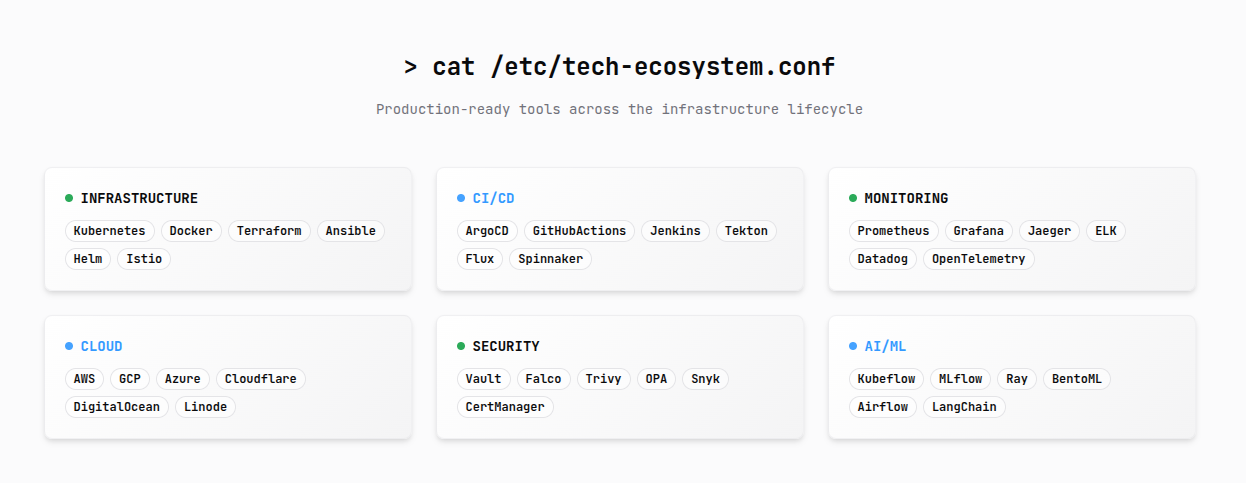 > cat /etc/tech-ecosystem.conf
Production-ready tools across the infrastructure lifecycle
INFRASTRUCTURE
Kubernetes Docker Terraform Ansible
Helm Istio
CI/CD
ArgoCD GitHubActions Jenkins Tekton
Flux Spinnaker
MONITORING
Prometheus Grafana Jaeger ELK
Datadog OpenTelemetry
CLOUD
AWS GCP Azure Cloudflare
DigitalOcean Linode
SECURITY
Vault Falco Trivy OPA Snyk
CertManager
AI/ML
Kubeflow MLflow Ray BentoML
Airflow LangChain